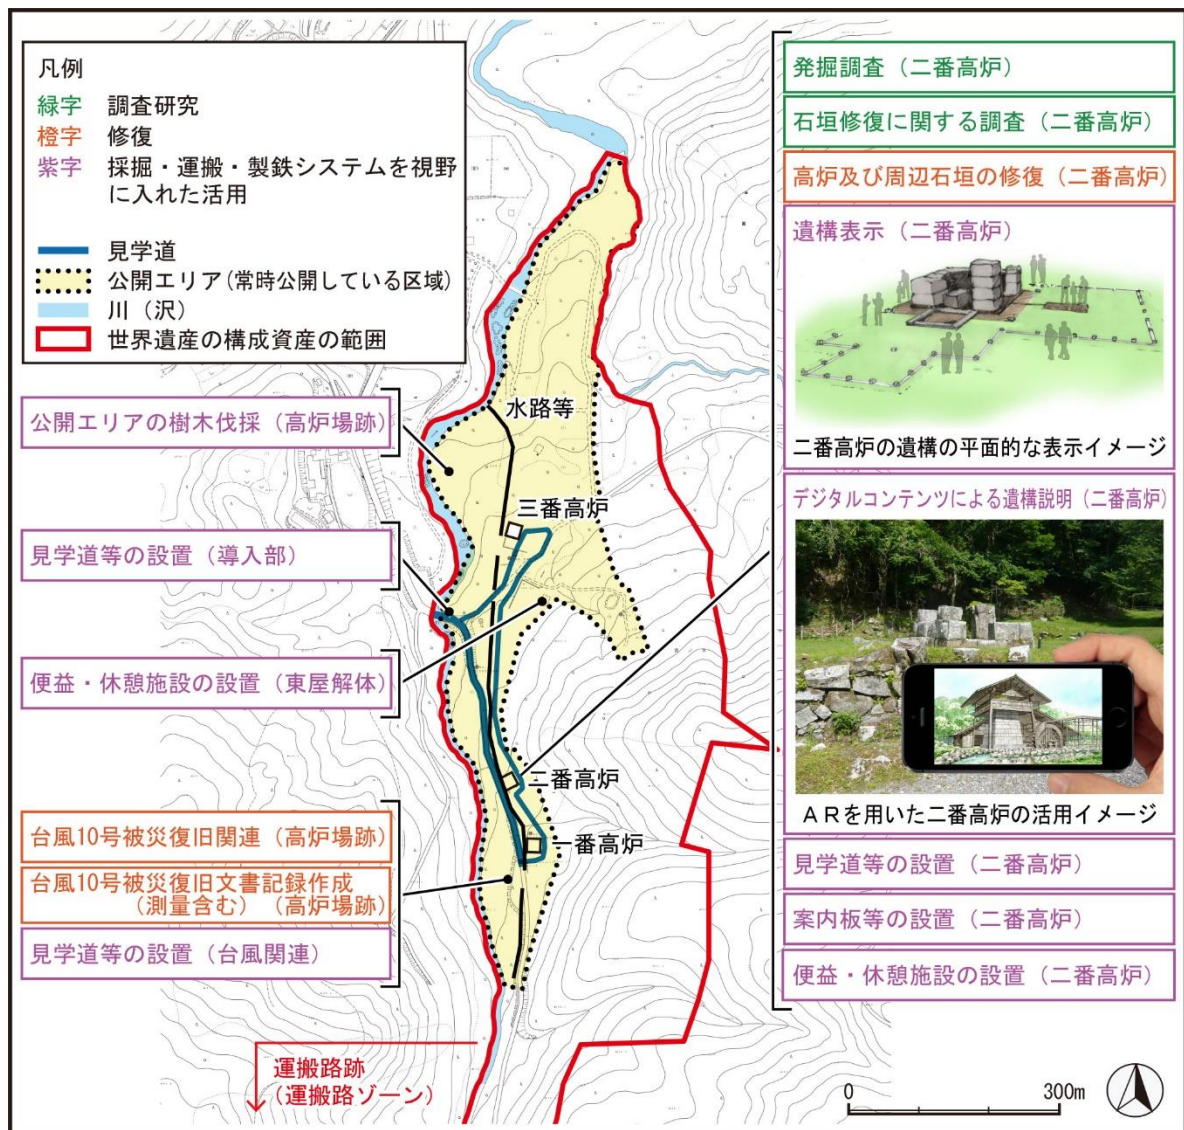 凡例
緑字 調査研究
橙字 修復
紫字 採掘・運搬・製鉄システムを視野
に入れた活用
見学道
公開エリア(常時公開している区域)
川（沢）
世界遺産の構成資産の範囲
公開エリアの樹木伐採（高炉場跡）
見学道等の設置（導入部）
便益・休憩施設の設置（東屋解体）
台風10号被災復旧関連（高炉場跡）
台風10号被災復旧文書記録作成
（測量含む）（高炉場跡）
見学道等の設置（台風関連）
運搬路跡
（運搬路ゾーン）
水路等
三番高炉
二番高炉
一番高炉
発掘調査（二番高炉）
石垣修復に関する調査（二番高炉）
高炉及び周辺石垣の修復（二番高炉）
遺構表示（二番高炉）
二番高炉の遺構の平面的な表示イメージ
デジタルコンテンツによる遺構説明（二番高炉）
ＡＲを用いた二番高炉の活用イメージ
見学道等の設置（二番高炉）
案内板等の設置（二番高炉）
便益・休憩施設の設置（二番高炉）
0 300m